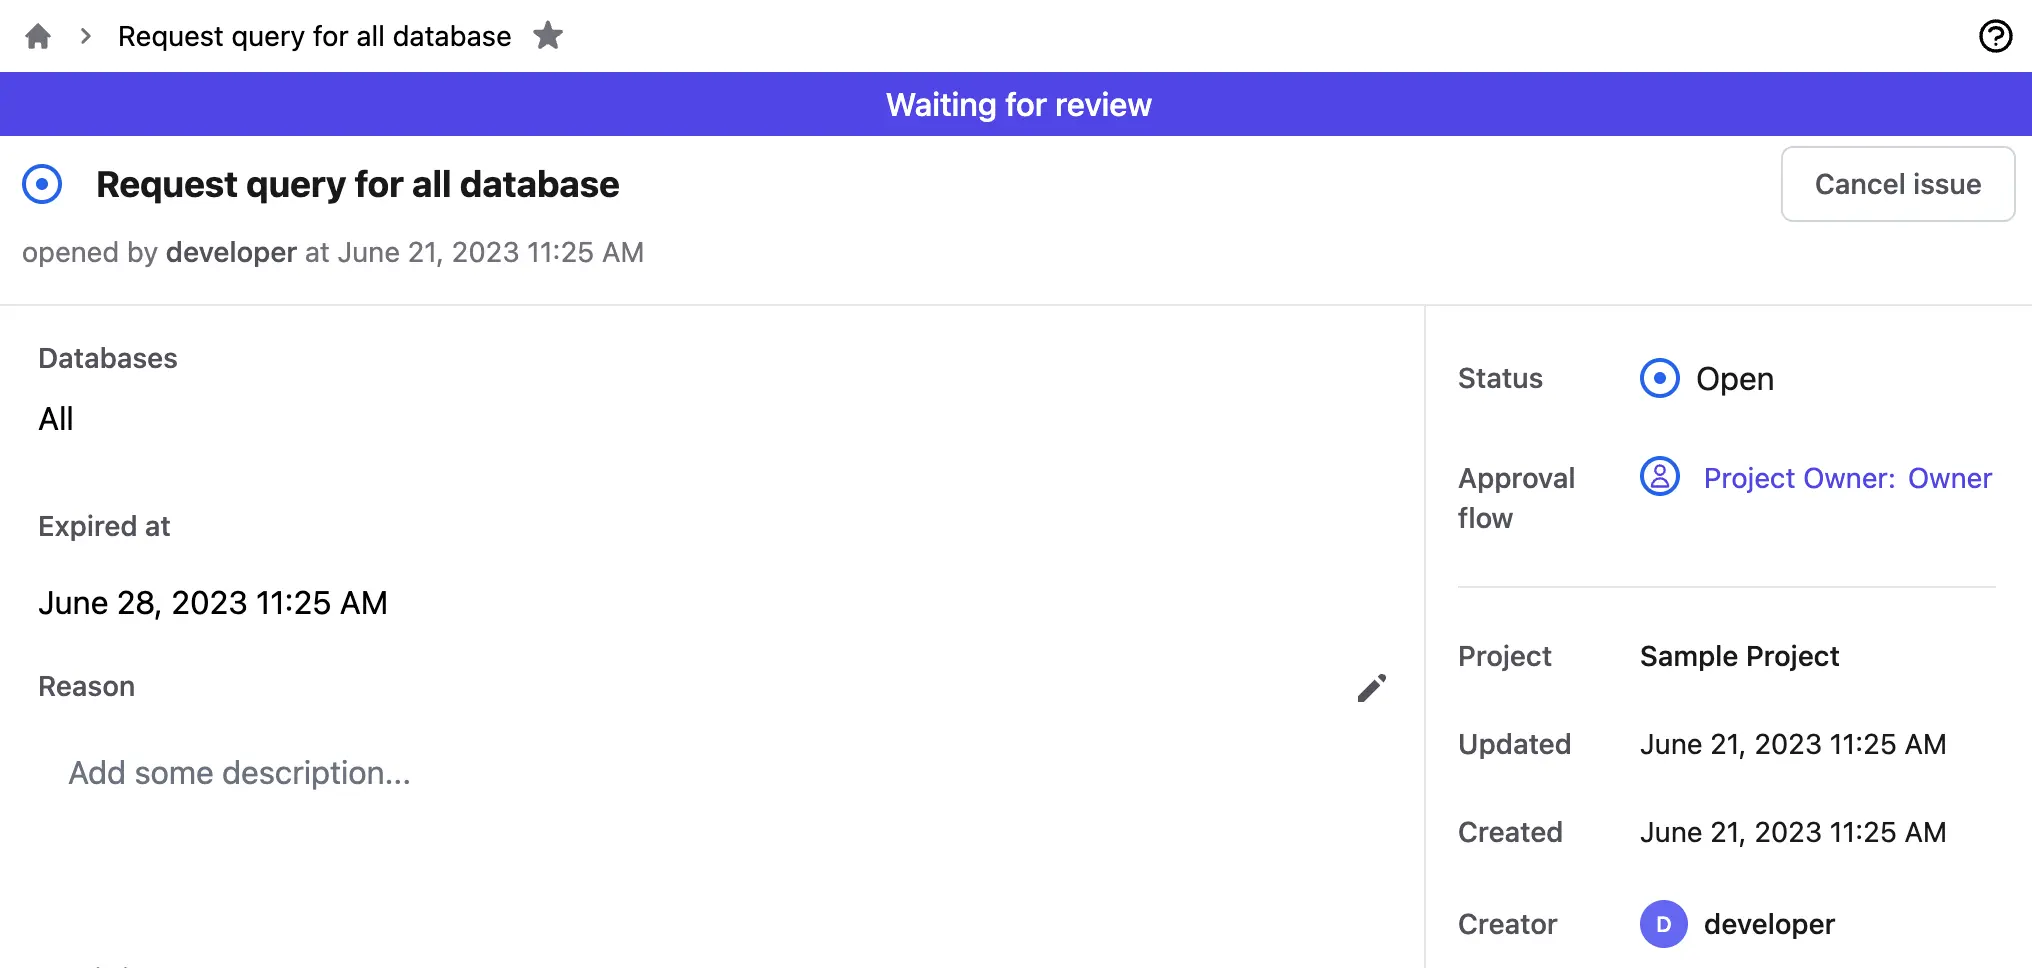 Request query for all database
Waiting for review
Request query for all database
Cancel issue
opened by developer at June 21, 2023 11:25 AM
Databases
All
Expired at
June 28, 2023 11:25 AM
Reason
Add some description...
Status
Open
Approval
flow
Project Owner: Owner
Project
Sample Project
Updated
June 21, 2023 11:25 AM
Created
June 21, 2023 11:25 AM
Creator
D developer